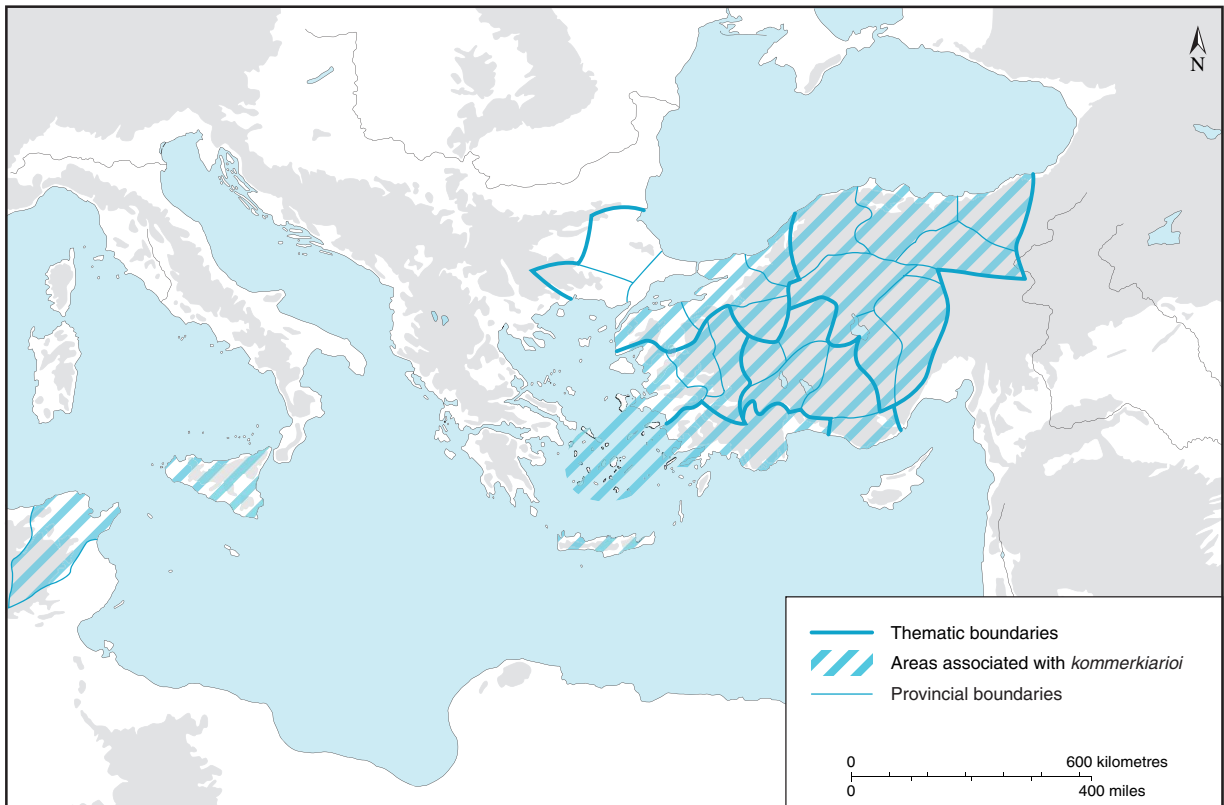 N
Thematic boundaries
Areas associated with kommerkiarioi
Provincial boundaries
0 600 kilometres
0 400 miles